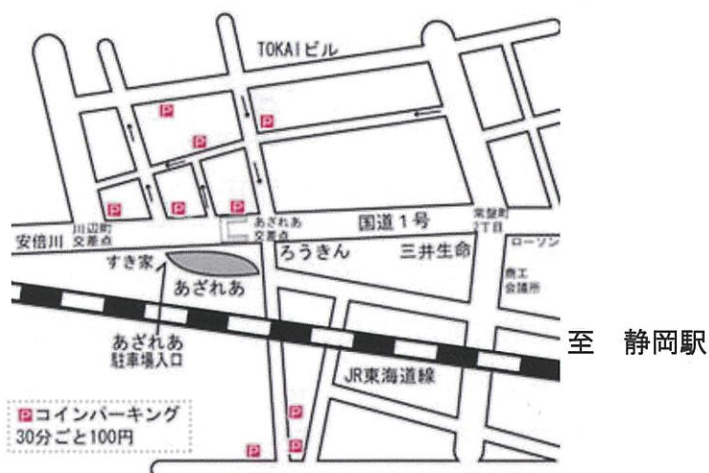 TOKAIビル
P
P
P
P
P
P
川辺町
交差点
あざれあ
交差点
国道1号
常盤町
2丁目
安倍川
ローソン
すき家
ろうきん
三井生命
あざれあ
商工
会議所
あざれあ
駐車場入口
至 静岡駅
JR東海道線
Pコインパーキング
30分ごと100円
P
P
P